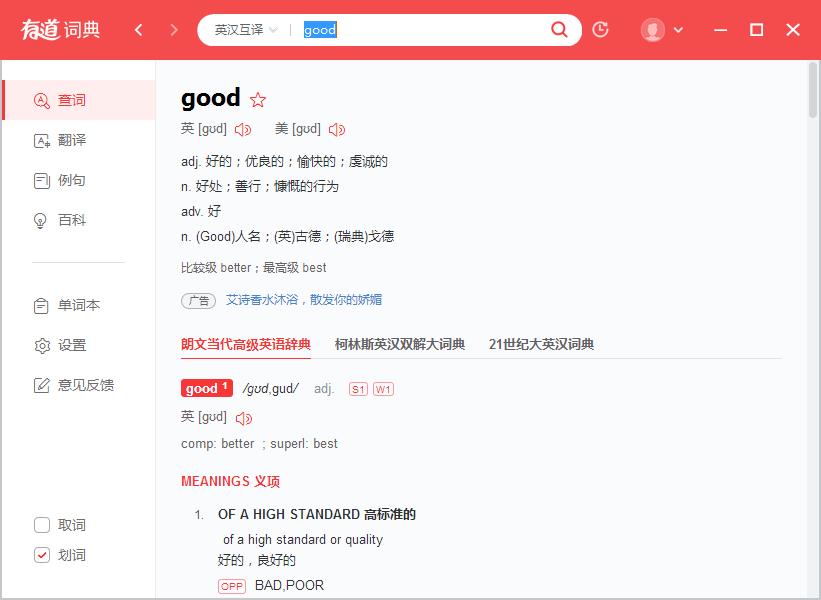 有道 词典
英汉互译 good
查词
翻译
例句
百科
单词本
设置
意见反馈
取词
划词
good
英 [ɡʊd] 美 [ɡʊd]
adj. 好的；优良的；愉快的；虔诚的
n. 好处；善行；慷慨的行为
adv. 好
n. (Good)人名；(英)古德；(瑞典)戈德
比较级 better；最高级 best
广告 艾诗香水沐浴，散发你的娇媚
朗文当代高级英语辞典 柯林斯英汉双解大词典 21世纪大英汉词典
good 1 /ɡʊd,ɡud/ adj. S1 W1
英 [ɡʊd]
comp: better ; superl: best
MEANINGS 义项
1. OF A HIGH STANDARD 高标准的
of a high standard or quality
好的，良好的
OPP BAD,POOR